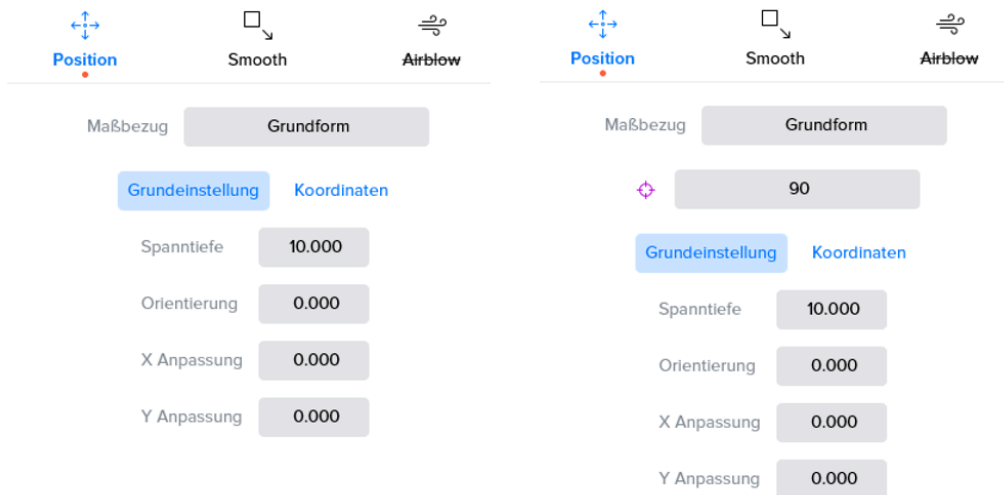 Position Smooth Airblow
Maßbezug Grundform
Grundeinstellung Koordinaten
Spanntiefe 10.000
Orientierung 0.000
X Anpassung 0.000
Y Anpassung 0.000
Position Smooth Airblow
Maßbezug Grundform
90
Grundeinstellung Koordinaten
Spanntiefe 10.000
Orientierung 0.000
X Anpassung 0.000
Y Anpassung 0.000